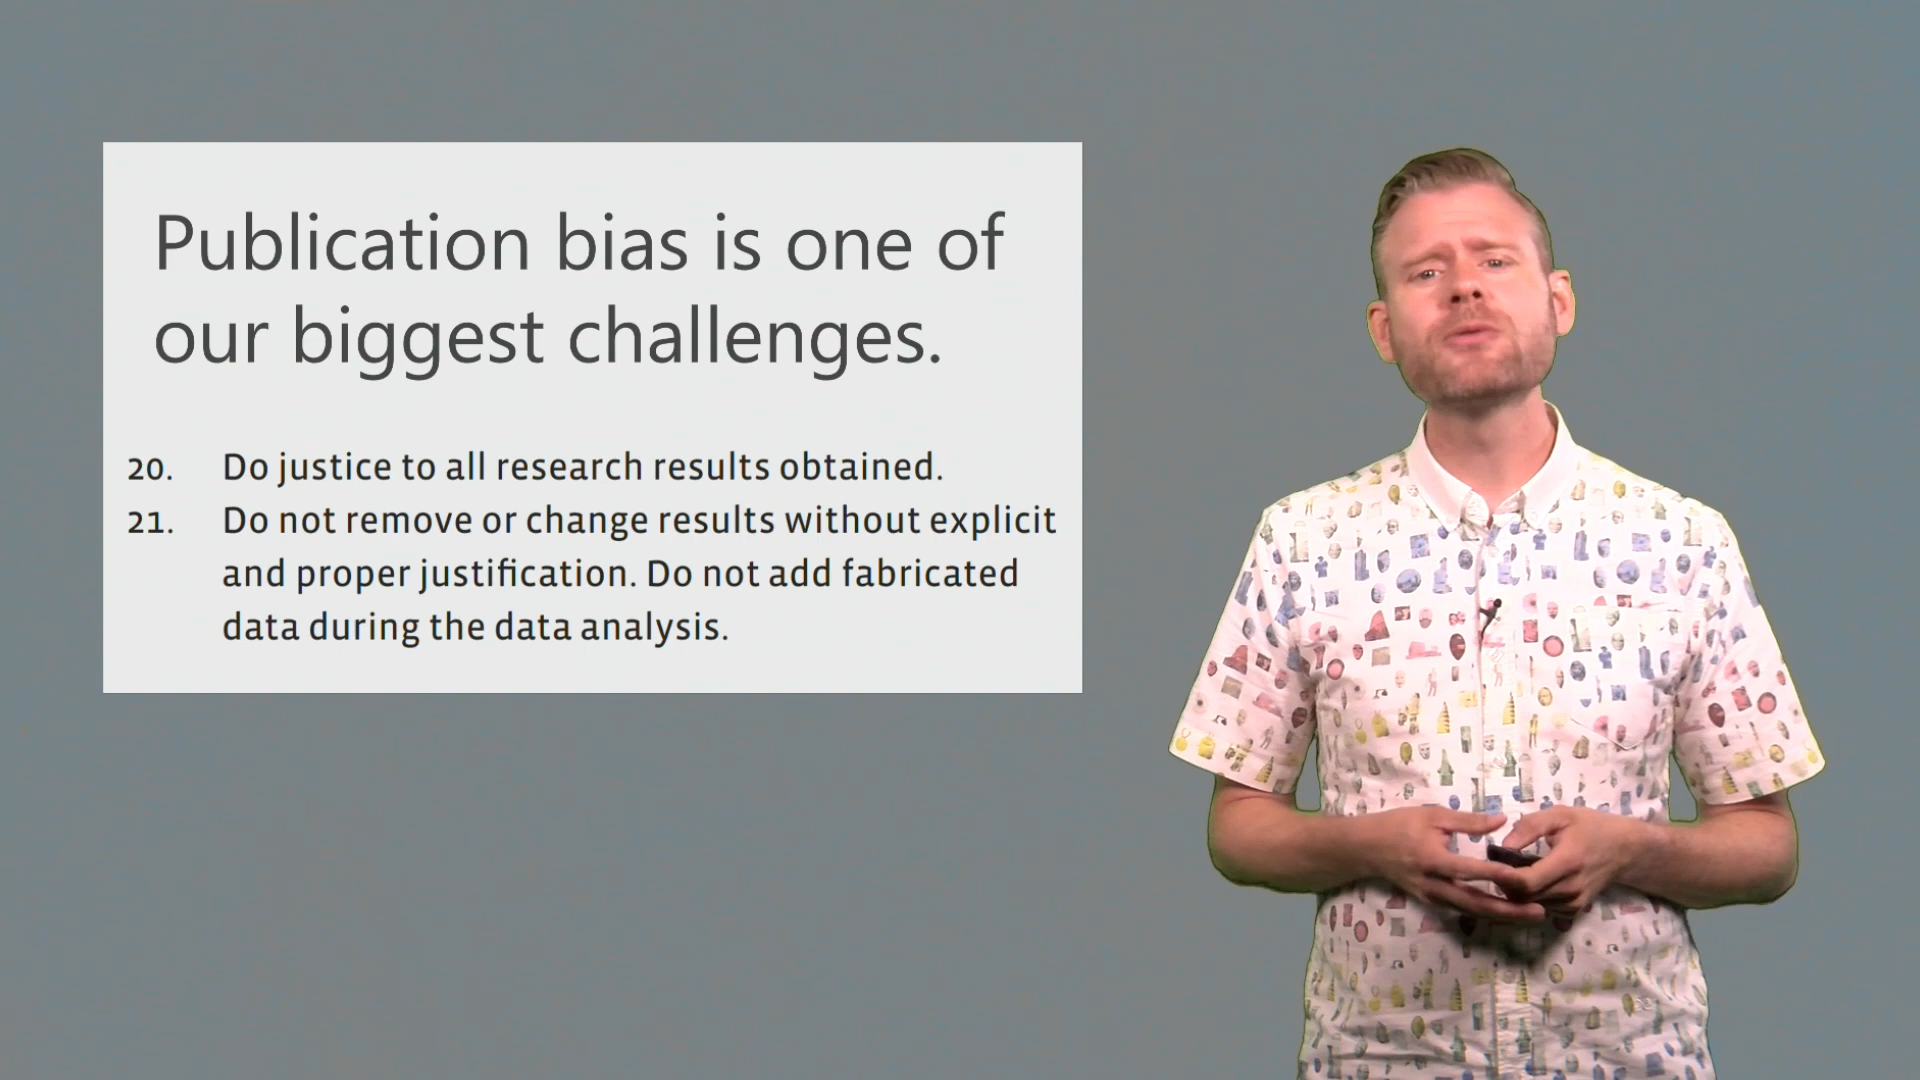 Publication bias is one of
our biggest challenges.
20. Do justice to all research results obtained.
21. Do not remove or change results without explicit
and proper justification. Do not add fabricated
data during the data analysis.